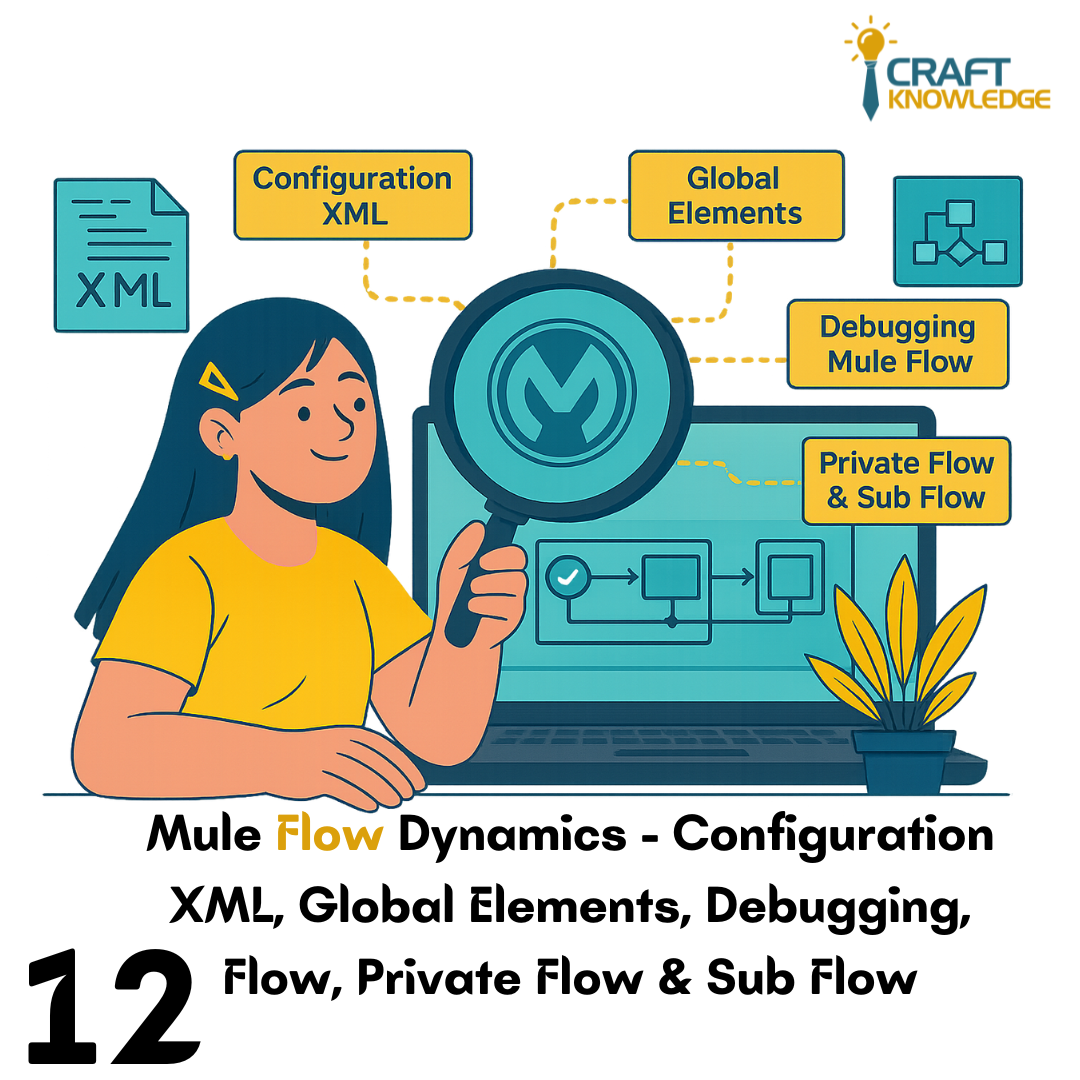 CRAFT
KNOWLEDGE
Configuration
XML
Global
Elements
XML
Debugging
Mule Flow
Private Flow
& Sub Flow
Mule Flow Dynamics - Configuration
XML, Global Elements, Debugging,
Flow, Private Flow & Sub Flow
12